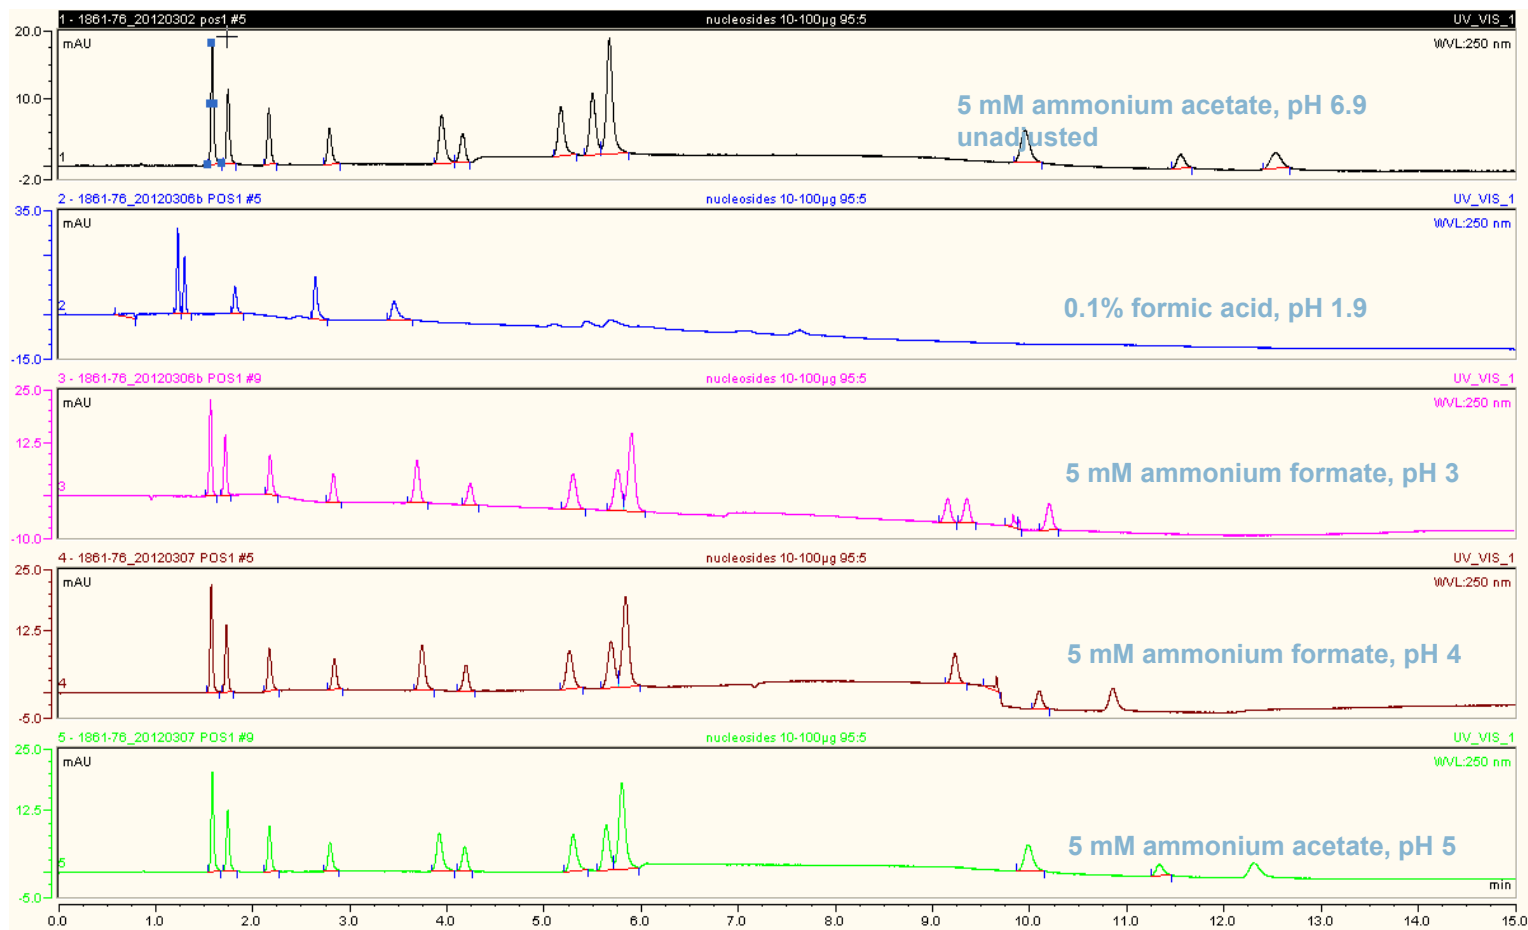 1 - 1861-76_20120302 pos1 #5 nucleosides 10-100µg 95:5 UV_VIS_1
20.0
mAU WVL:250 nm
10.0
5 mM ammonium acetate, pH 6.9
unadjusted
1
-2.0
2 - 1861-76_20120306b POS1 #5 nucleosides 10-100µg 95:5 UV_VIS_1
35.0
mAU WVL:250 nm
2
0.1% formic acid, pH 1.9
-15.0
3 - 1861-76_20120306b POS1 #9 nucleosides 10-100µg 95:5 UV_VIS_1
25.0
mAU WVL:250 nm
12.5
5 mM ammonium formate, pH 3
3
-10.0
4 - 1861-76_20120307 POS1 #5 nucleosides 10-100µg 95:5 UV_VIS_1
25.0
mAU WVL:250 nm
12.5
5 mM ammonium formate, pH 4
4
-5.0
5 - 1861-76_20120307 POS1 #9 nucleosides 10-100µg 95:5 UV_VIS_1
25.0
mAU WVL:250 nm
12.5
5 mM ammonium acetate, pH 5
5
min
-5.0
0.0 1.0 2.0 3.0 4.0 5.0 6.0 7.0 8.0 9.0 10.0 11.0 12.0 13.0 14.0 15.0